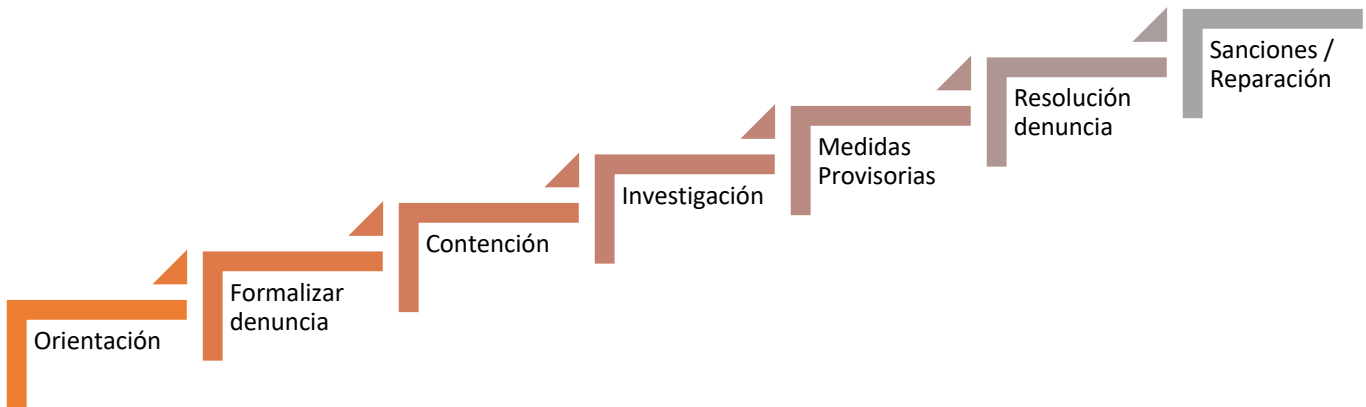 Orientación
Formalizar
denuncia
Contención
Investigación
Medidas
Provisorias
Resolución
denuncia
Sanciones /
Reparación